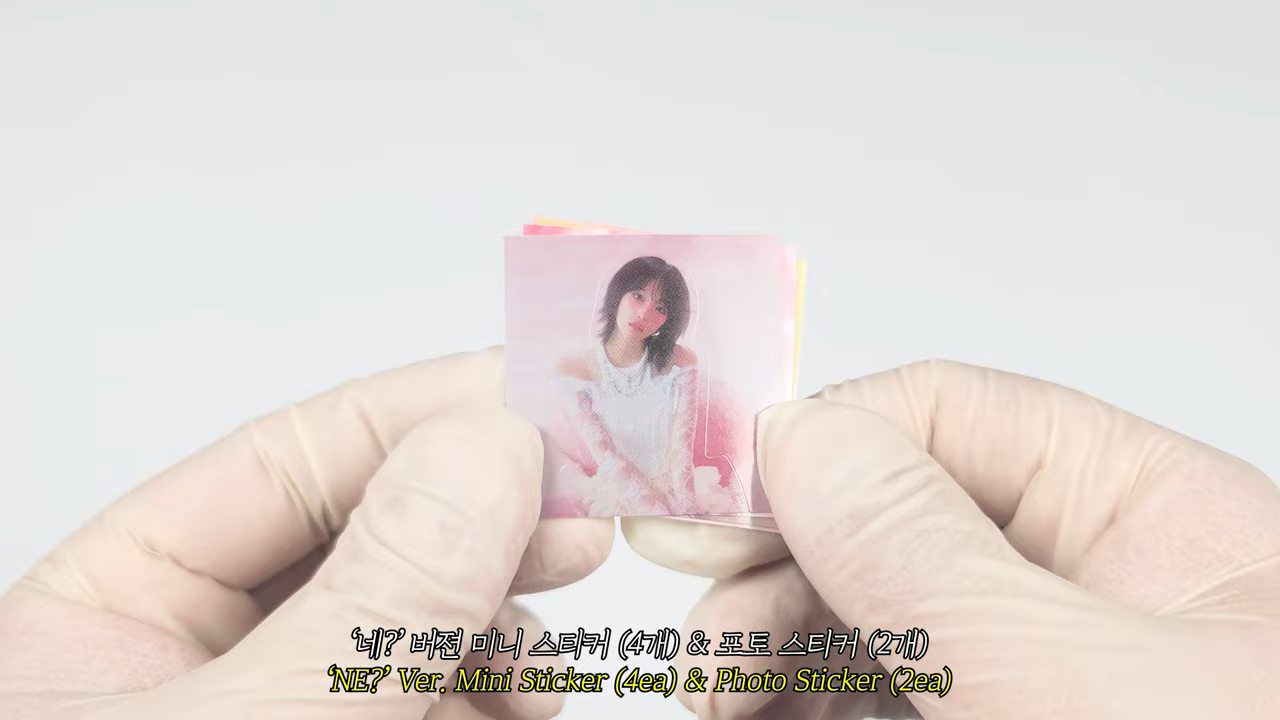 ‘네?’ 버전 미니 스티커 (4개) & 포토 스티커 (2개)
‘NE?’ Ver. Mini Sticker (4ea) & Photo Sticker (2ea)